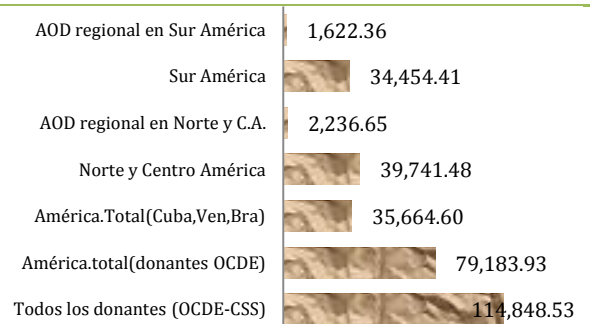 AOD regional en Sur América 1,622.36
Sur América 34,454.41
AOD regional en Norte y C.A. 2,236.65
Norte y Centro América 39,741.48
América.Total(Cuba,Ven,Bra) 35,664.60
América.total(donantes OCDE) 79,183.93
Todos los donantes (OCDE-CSS) 114,848.53